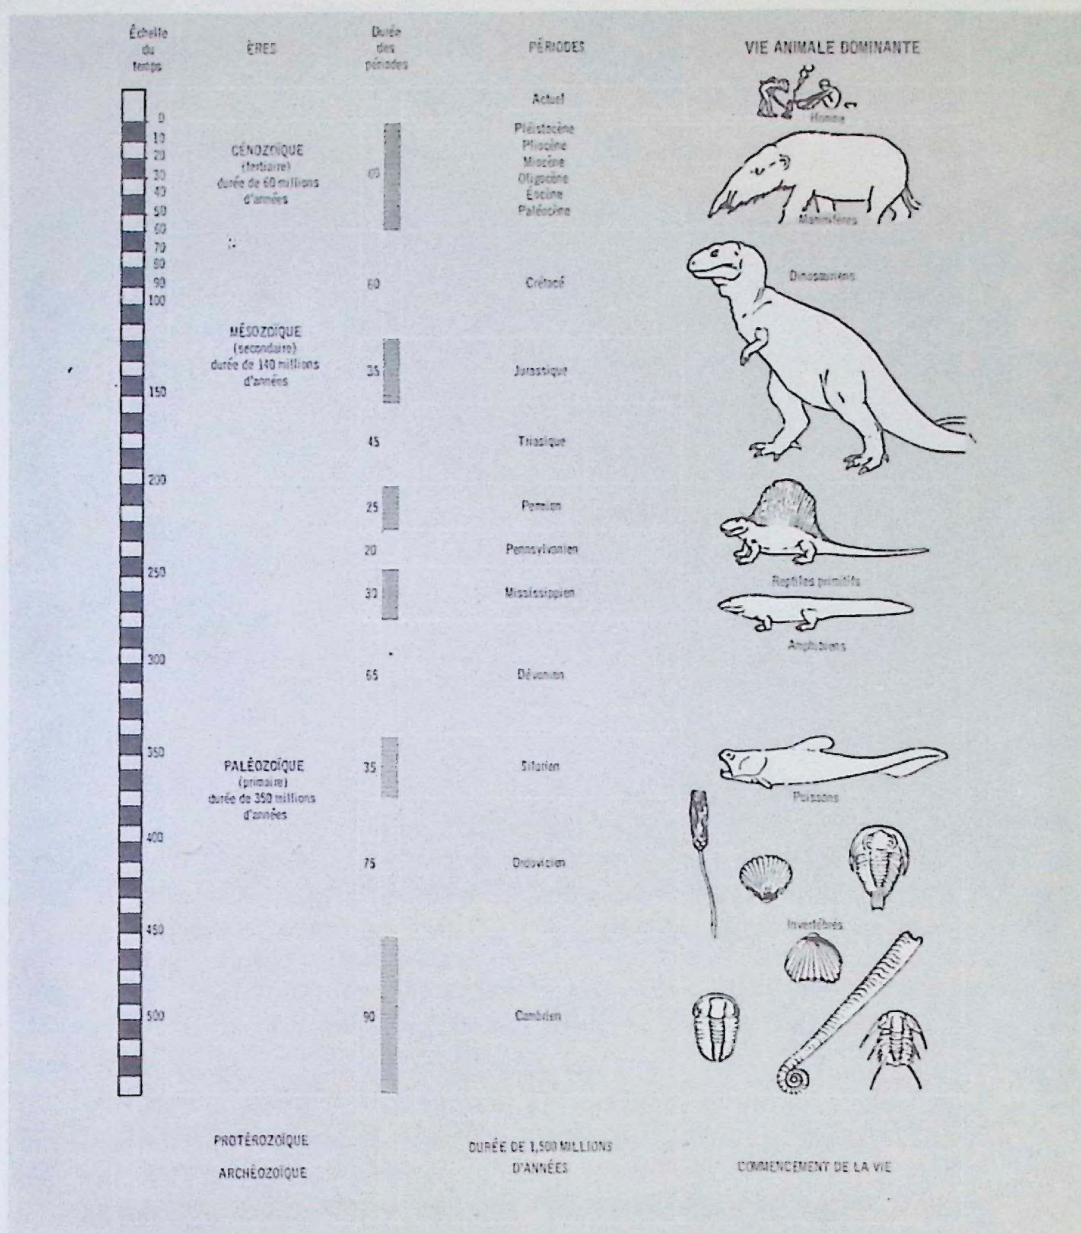 Échelle
du
temps
ÈRES
Durée
des
périodes
PÉRIODES
VIE ANIMALE DOMINANTE
0
10
20
30
40
50
60
70
80
90
100
150
200
250
300
350
400
450
500
CÉNOZOÏQUE
(tertiaire)
durée de 60 millions
d'années
MÉSOZOÏQUE
(secondaire)
durée de 140 millions
d'années
PALÉOZOÏQUE
(primaire)
durée de 350 millions
d'années
60
35
45
25
20
30
65
35
75
90
Actuel
Pléistocène
Pliocène
Miocène
Oligocène
Éocène
Paléocène
Crétacé
Jurassique
Triasique
Permien
Pennsylvanien
Mississippien
Dévonien
Silurien
Ordovicien
Cambrien
Homme
Mammifères
Dinosauriens
Reptiles primitifs
Amphibiens
Poissons
Invertébrés
PROTÉROZOÏQUE
ARCHÉOZOÏQUE
DURÉE DE 1,500 MILLIONS
D'ANNÉES
COMMENCEMENT DE LA VIE